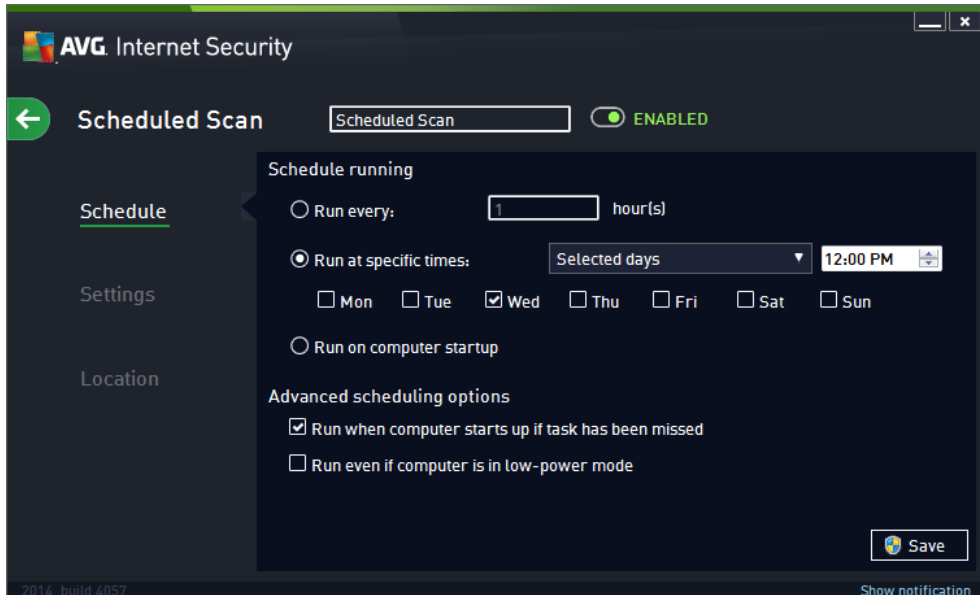 AVG. Internet Security
Scheduled Scan
Scheduled Scan
ENABLED
Schedule
Settings
Location
Schedule running
Run every:
1
hour(s)
Run at specific times:
Selected days
12:00 PM
Mon
Tue
Wed
Thu
Fri
Sat
Sun
Run on computer startup
Advanced scheduling options
Run when computer starts up if task has been missed
Run even if computer is in low-power mode
Save
2014 build 4057
Show notification